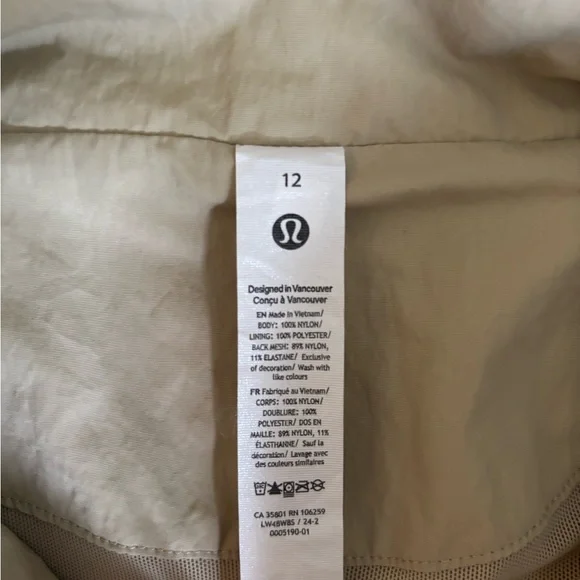 12
Designed in Vancouver
Conçu à Vancouver
EN Made in Vietnam/
BODY: 100% NYLON/
LINING: 100% POLYESTER/
BACK MESH: 89% NYLON,
11% ELASTANE/ Exclusive
of decoration/ Wash with
like colours
FR Fabriqué au Vietnam/
CORPS: 100% NYLON/
DOUBLURE: 100%
POLYESTER/ DOS EN
MAILLE: 89% NYLON, 11%
ÉLASTHANNE/ Sauf la
décoration/ Lavage avec
des couleurs similaires
CA 35801 RN 106259
LW4BW8S / 24-2
0005190-01